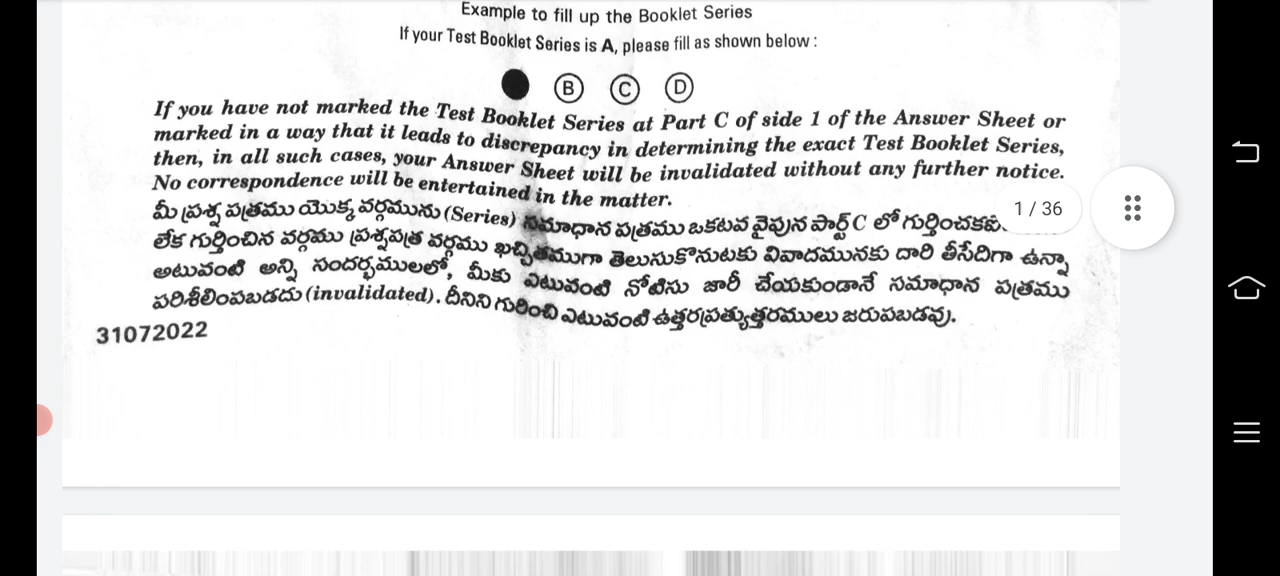 Example to fill up the Booklet Series
If your Test Booklet Series is A, please fill as shown below :
B C D
If you have not marked the Test Booklet Series at Part C of side 1 of the Answer Sheet or
marked in a way that it leads to discrepancy in determining the exact Test Booklet Series,
then, in all such cases, your Answer Sheet will be invalidated without any further notice.
No correspondence will be entertained in the matter.
మీ ప్రశ్న పత్రము యొక్క వర్గమును (Series) సమాధాన పత్రము ఒకటవ వైపున పార్ట్ C లో
1 / 36
లేక గుర్తించిన వర్గము ప్రశ్నపత్ర వర్గము ఖచ్చితముగా తెలుసుకొనుటకు వివాదమునకు దారి తీసేదిగా ఉన్నా
అటువంటి అన్ని సందర్భములలో, మీకు ఎటువంటి నోటీసు జారీ చేయకుండానే సమాధాన పత్రము
పరిశీలింపబడదు (invalidated). దీనిని గురించి ఎటువంటి ఉత్తరప్రత్యుత్తరములు జరుపబడవు.
31072022